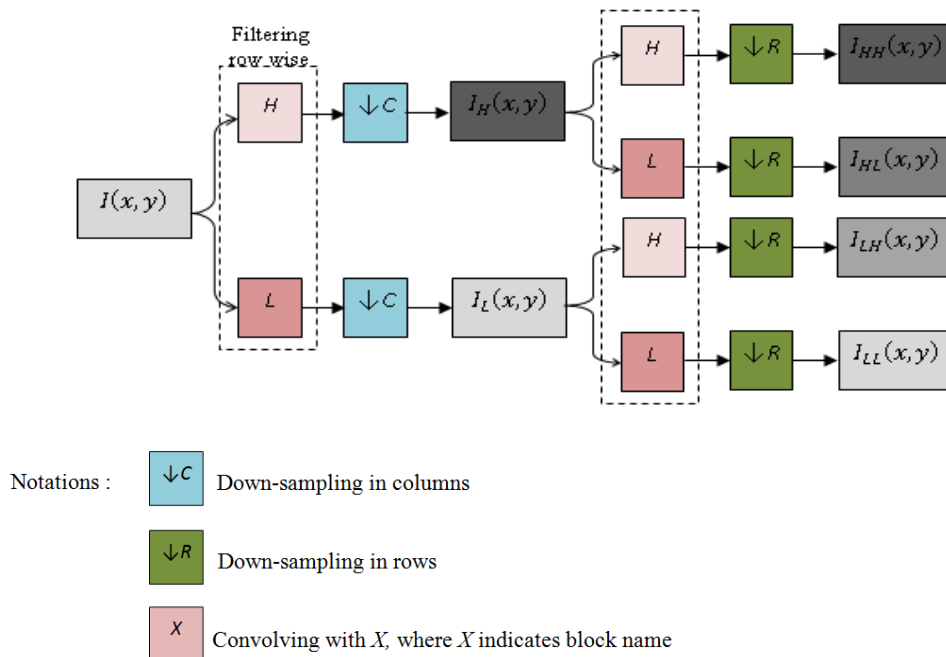 Filtering
row wise
H
↓C
I_H(x,y)
H
↓R
I_HH(x,y)
L
↓R
I_HL(x,y)
I(x,y)
H
↓R
I_LH(x,y)
L
↓C
I_L(x,y)
L
↓R
I_LL(x,y)
Notations :
↓C Down-sampling in columns
↓R Down-sampling in rows
X Convolving with X, where X indicates block name